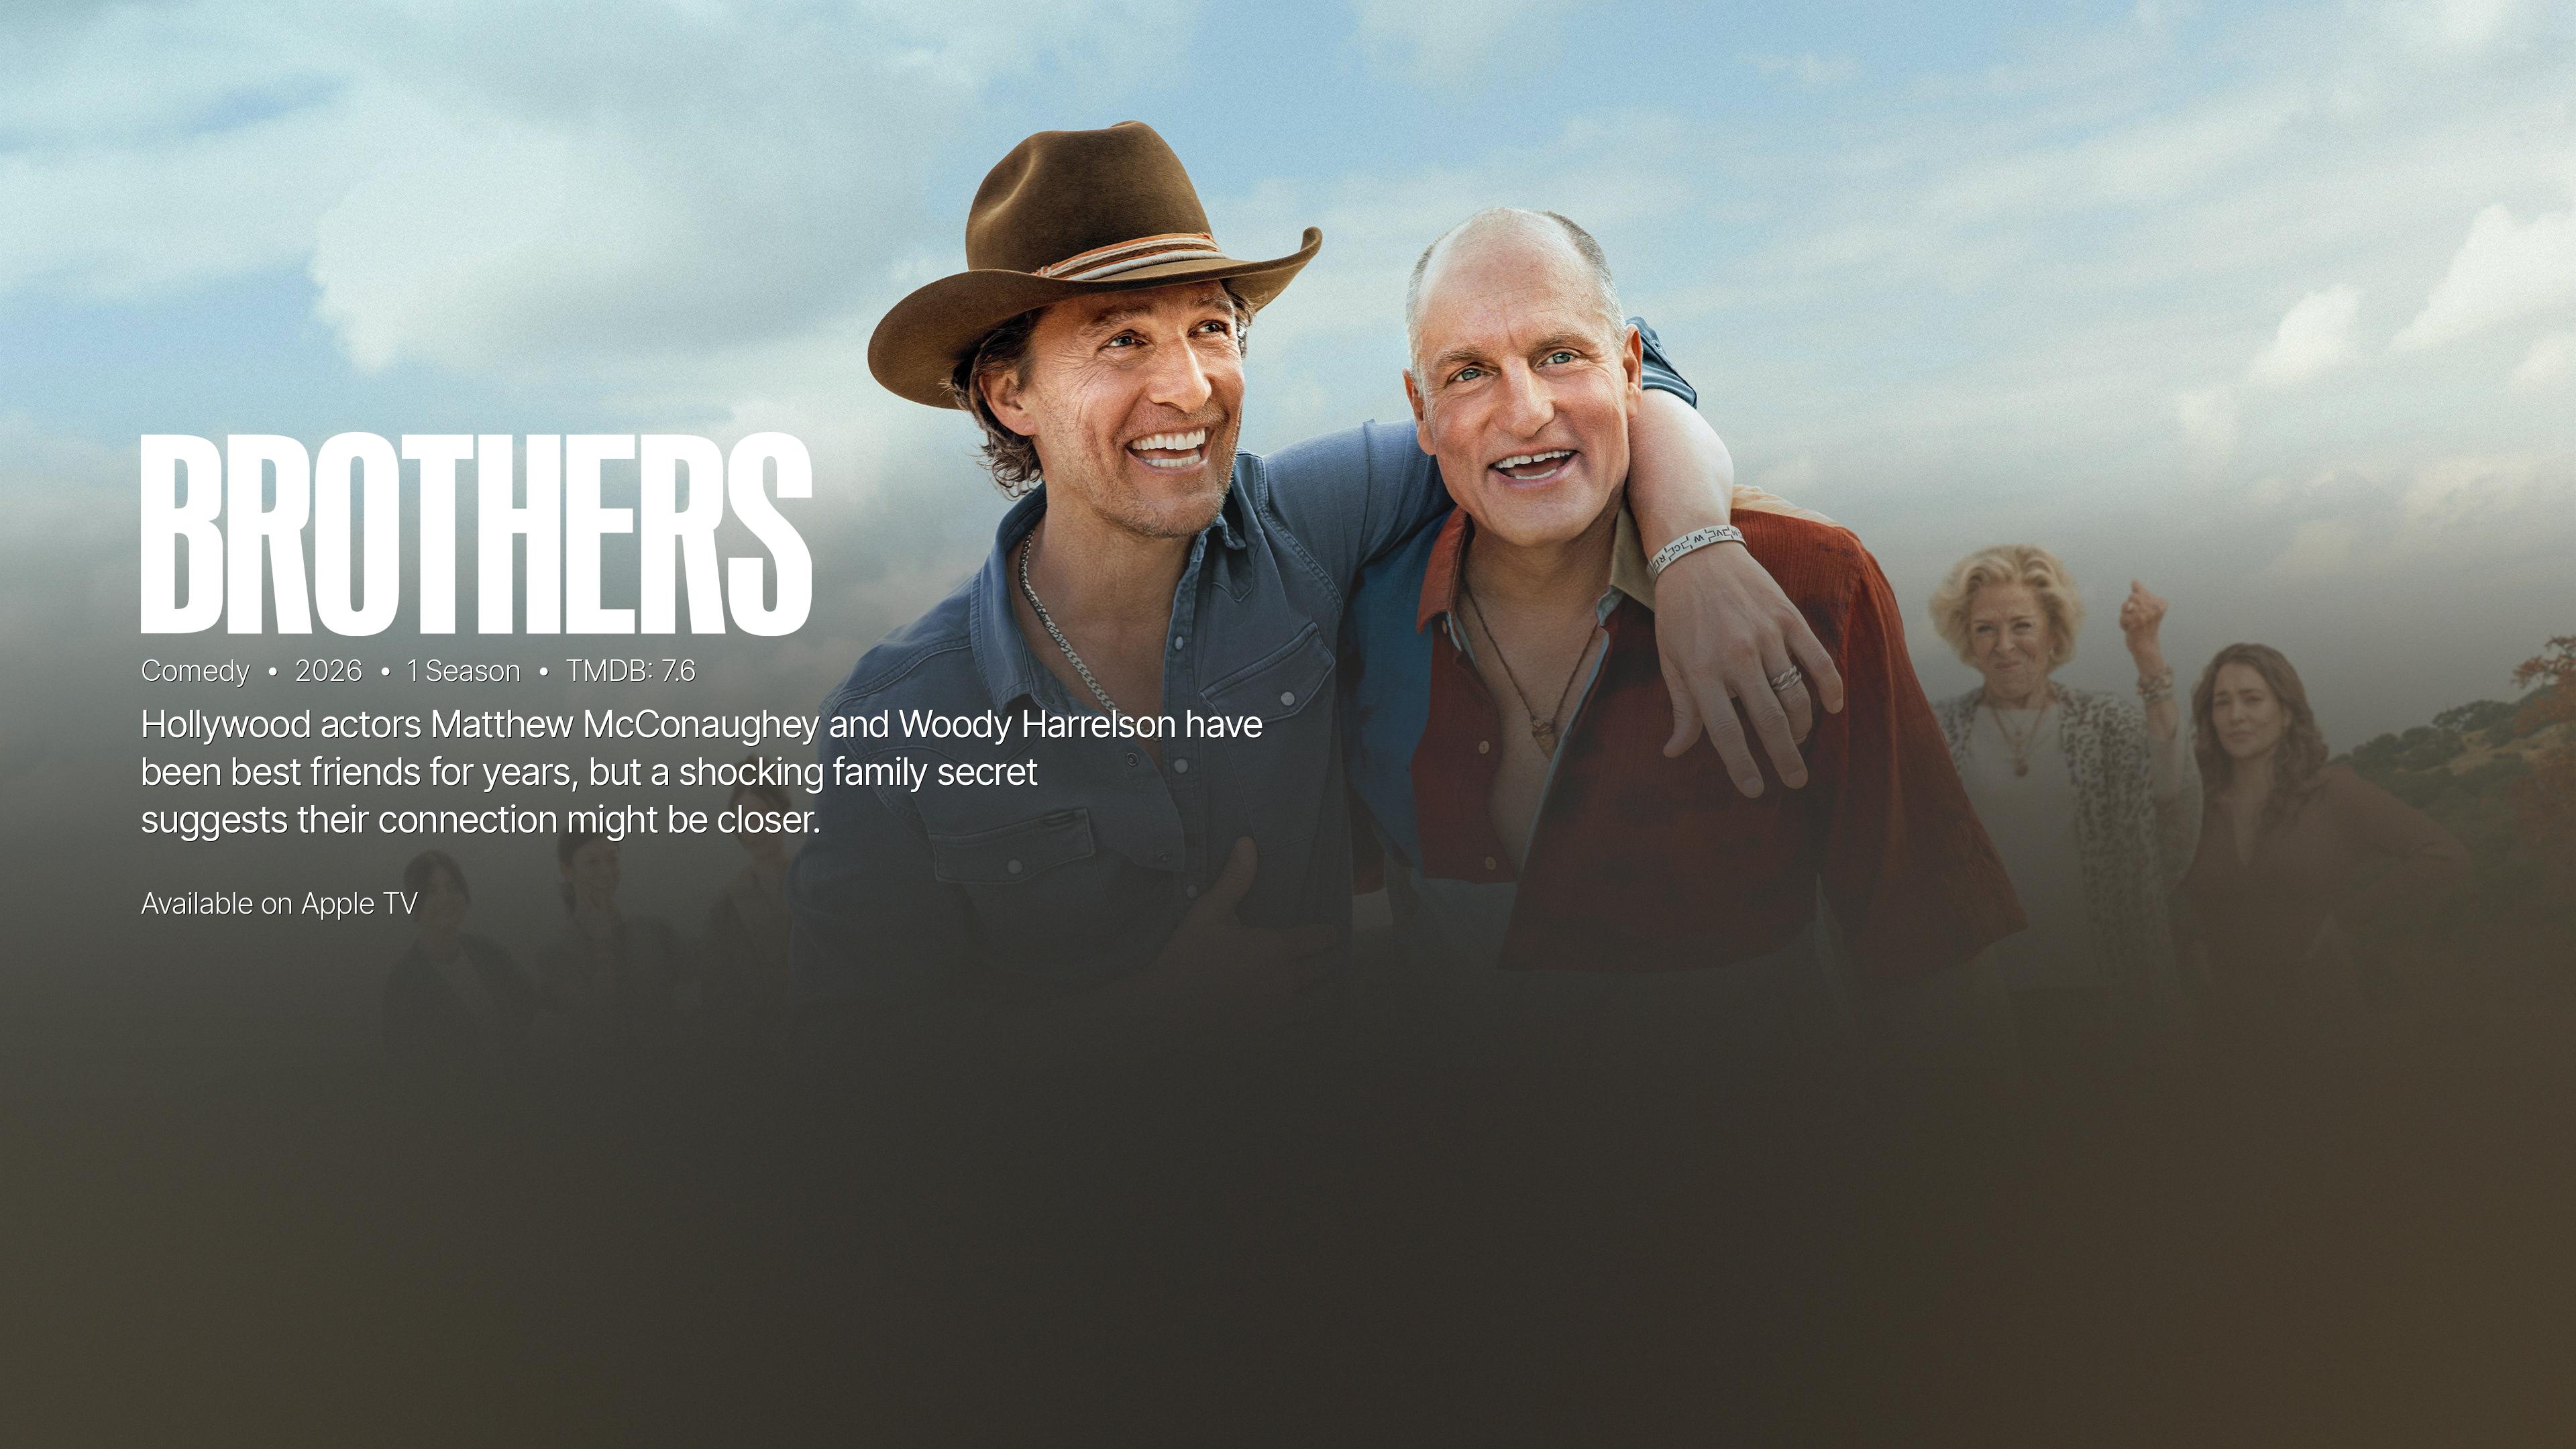 BROTHERS
Comedy • 2026 • 1 Season • TMDB: 7.6
Hollywood actors Matthew McConaughey and Woody Harrelson have
been best friends for years, but a shocking family secret
suggests their connection might be closer.
Available on Apple TV